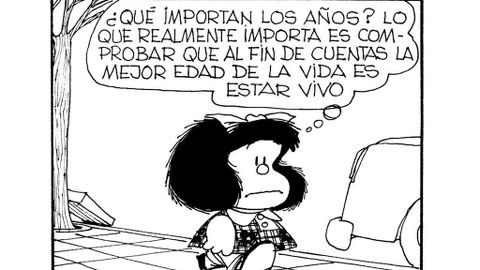 ¿QUÉ IMPORTAN LOS AÑOS? LO
QUE REALMENTE IMPORTA ES COM-
PROBAR QUE AL FIN DE CUENTAS LA
MEJOR EDAD DE LA VIDA ES
ESTAR VIVO